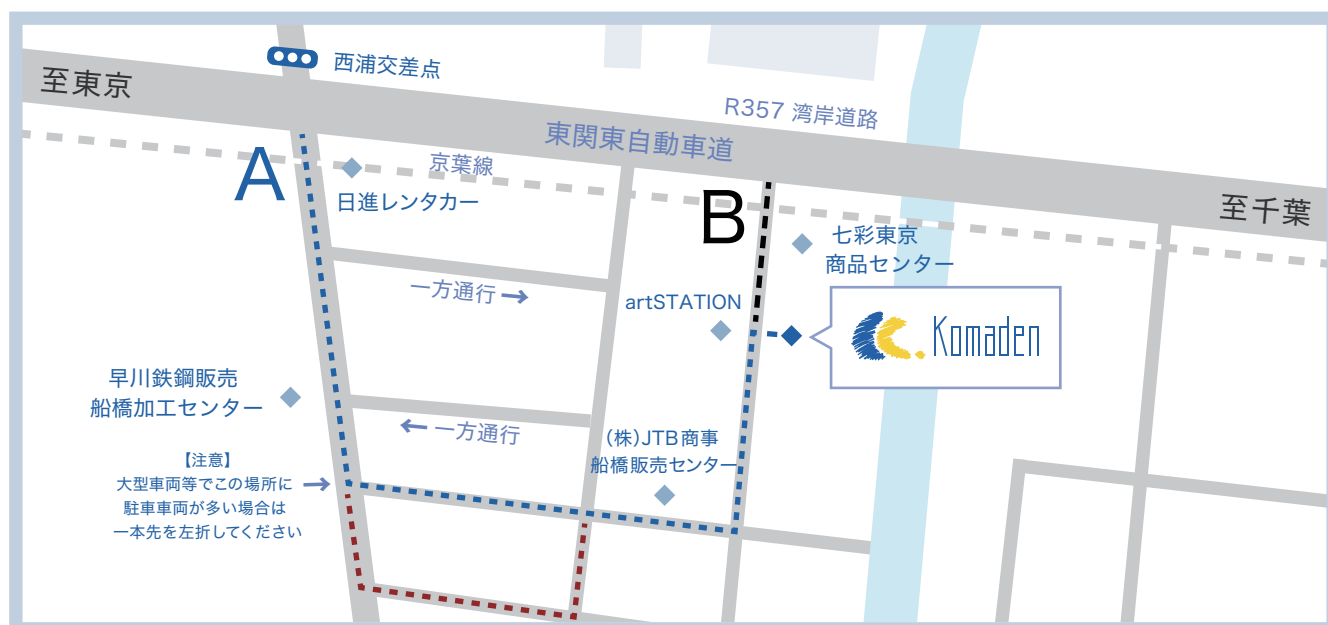 西浦交差点
至東京
R357 湾岸道路
東関東自動車道
京葉線
A
日進レンタカー
B
至千葉
七彩東京
商品センター
一方通行→
artSTATION
Komaden
早川鉄鋼販売
船橋加工センター
←一方通行
(株)JTB商事
船橋販売センター
【注意】
大型車両等でこの場所に
駐車車両が多い場合は
一本先を左折してください